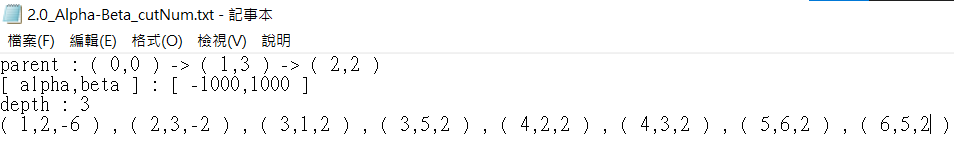 2.0_Alpha-Beta_cutNum.txt - 記事本
檔案(F) 編輯(E) 格式(O) 檢視(V) 說明
parent : ( 0,0 ) -> ( 1,3 ) -> ( 2,2 )
[ alpha,beta ] : [ -1000,1000 ]
depth : 3
( 1,2,-6 ) , ( 2,3,-2 ) , ( 3,1,2 ) , ( 3,5,2 ) , ( 4,2,2 ) , ( 4,3,2 ) , ( 5,6,2 ) , ( 6,5,2 )